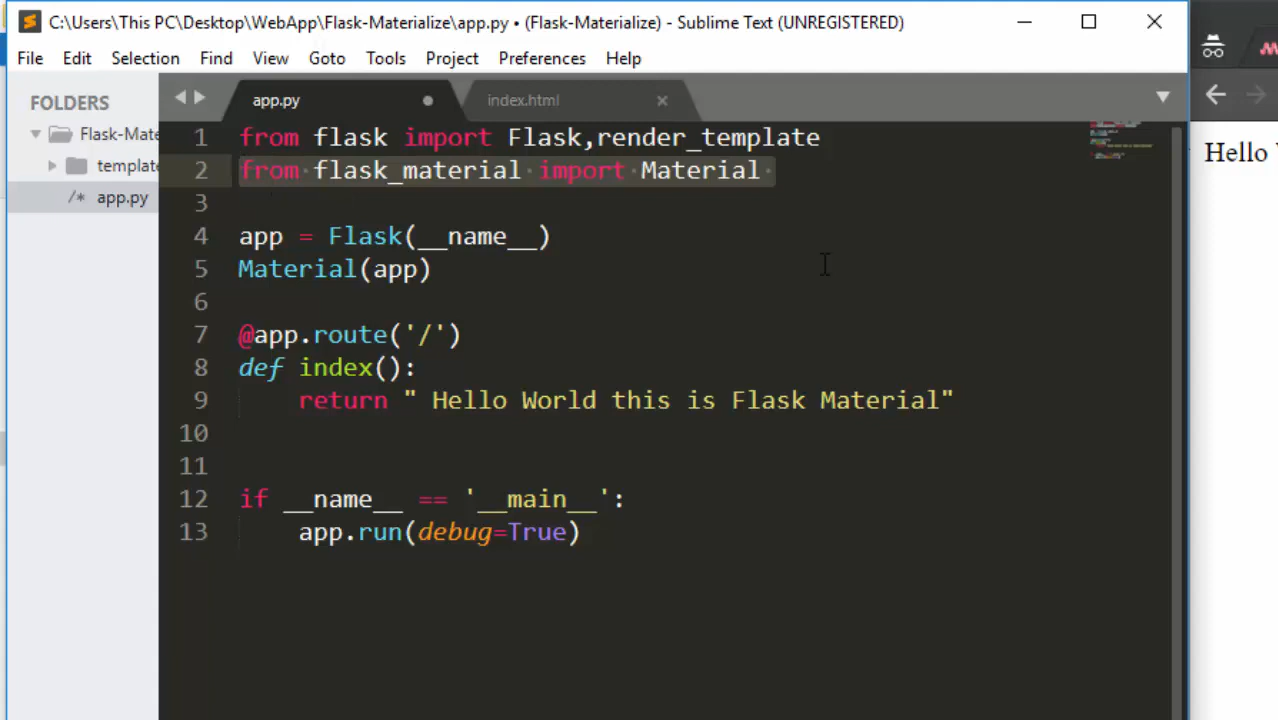 C:\Users\This PC\Desktop\WebApp\Flask-Materialize\app.py • (Flask-Materialize) - Sublime Text (UNREGISTERED)
File Edit Selection Find View Goto Tools Project Preferences Help
FOLDERS
Flask-Mate
template
/* app.py
app.py
index.html
1 from flask import Flask,render_template
2 from flask_material import Material
3
4 app = Flask(__name__)
5 Material(app)
6
7 @app.route('/')
8 def index():
9 return " Hello World this is Flask Material"
10
11
12 if __name__ == '__main__':
13 app.run(debug=True)
Hello